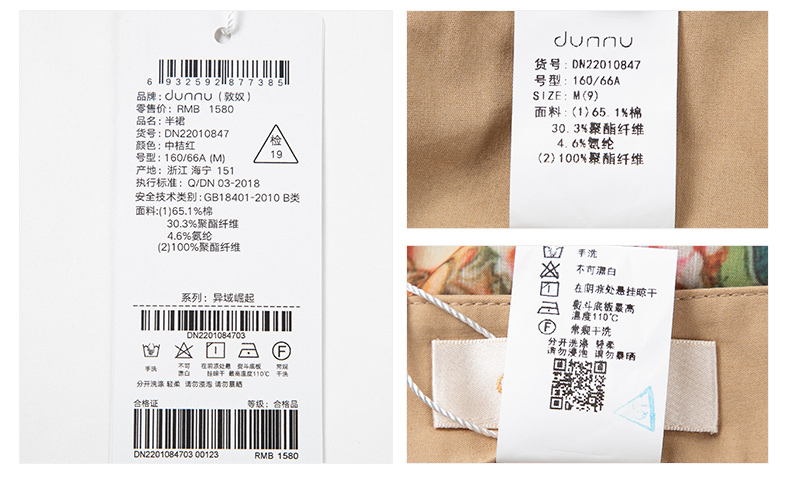 6 932592 877385
品牌: dunnu (敦奴)
零售价: RMB 1580
品名: 半裙
货号: DN22010847
颜色: 中桔红
号型: 160/66A (M)
产地: 浙江 海宁 151
执行标准: Q/DN 03-2018
安全技术类别: GB18401-2010 B类
面料: (1)65.1%棉
30.3%聚酯纤维
4.6%氨纶
(2)100%聚酯纤维
检
19
系列: 异域崛起
DN2201084703
手洗
不可漂白
在阴凉处悬挂晾干
熨斗底板最高温度110℃
常规干洗
分开洗涤 轻柔 请勿浸泡 请勿暴晒
合格证 等级: 合格品
DN2201084703 00123 RMB 1580
dunnu
货号: DN22010847
号型: 160/66A
SIZE: M(9)
面料: (1)65.1%棉
30.3%聚酯纤维
4.6%氨纶
(2)100%聚酯纤维
手洗
不可漂白
在阴凉处悬挂晾干
熨斗底板最高
温度110℃
常规干洗
分开洗涤 轻柔
请勿浸泡 请勿暴晒